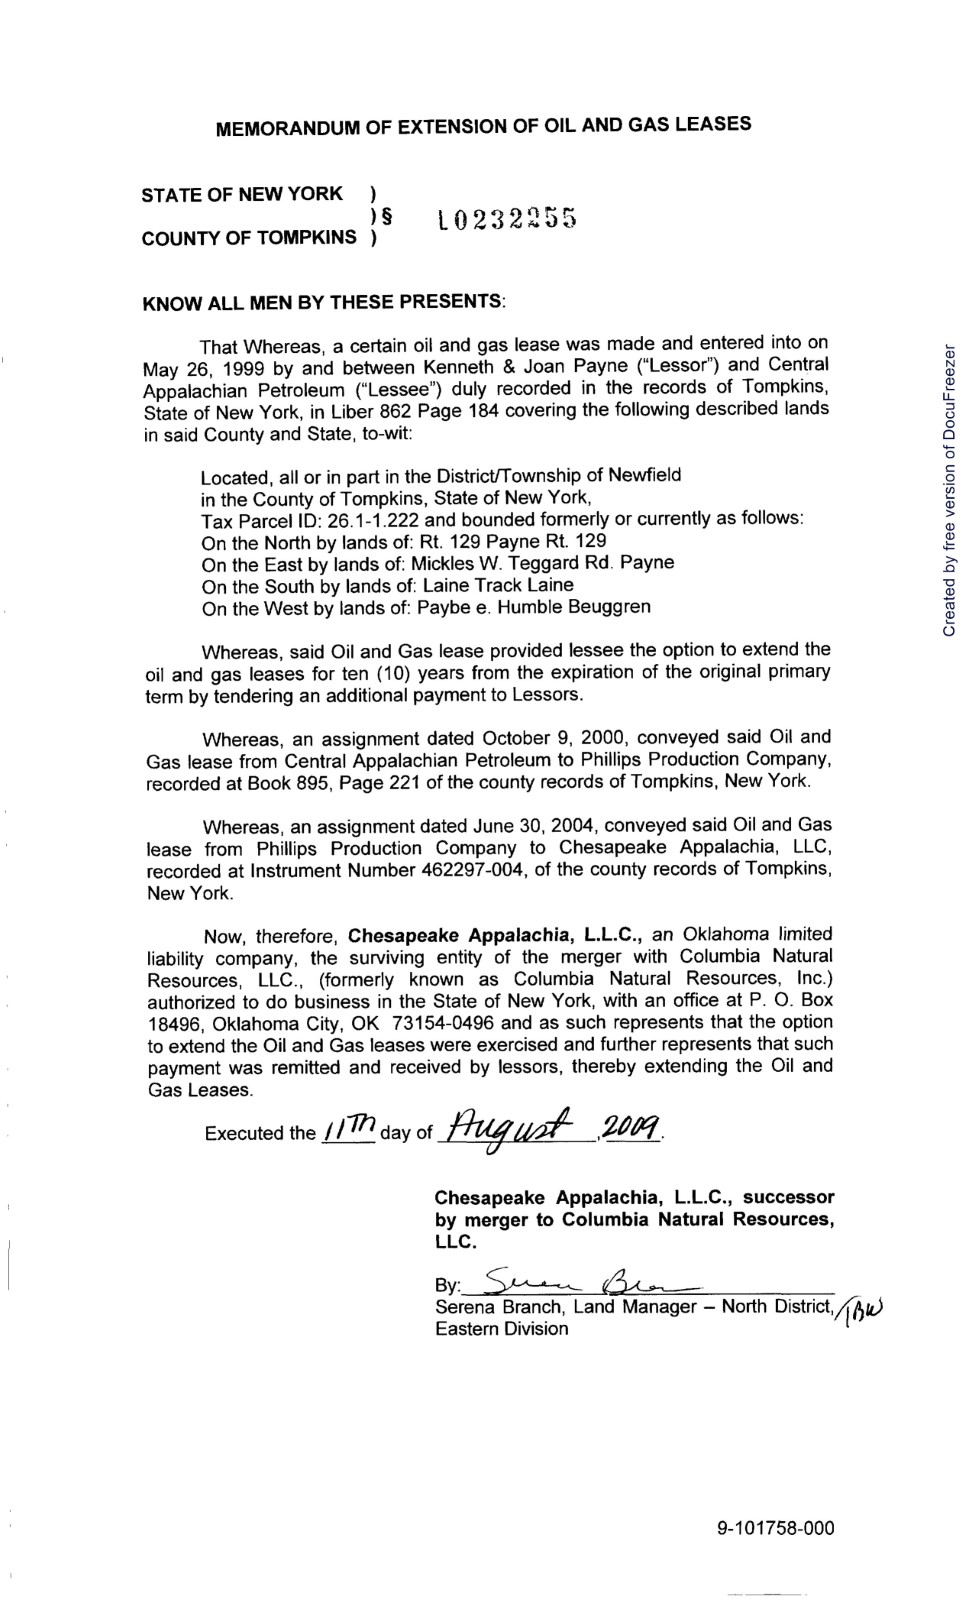 MEMORANDUM OF EXTENSION OF OIL AND GAS LEASES
STATE OF NEW YORK )
)§ L0232255
COUNTY OF TOMPKINS )
KNOW ALL MEN BY THESE PRESENTS:
That Whereas, a certain oil and gas lease was made and entered into on
May 26, 1999 by and between Kenneth & Joan Payne ("Lessor") and Central
Appalachian Petroleum ("Lessee") duly recorded in the records of Tompkins,
State of New York, in Liber 862 Page 184 covering the following described lands
in said County and State, to-wit:
Located, all or in part in the District/Township of Newfield
in the County of Tompkins, State of New York,
Tax Parcel ID: 26.1-1.222 and bounded formerly or currently as follows:
On the North by lands of: Rt. 129 Payne Rt. 129
On the East by lands of: Mickles W. Teggard Rd. Payne
On the South by lands of: Laine Track Laine
On the West by lands of: Paybe e. Humble Beuggren
Whereas, said Oil and Gas lease provided lessee the option to extend the
oil and gas leases for ten (10) years from the expiration of the original primary
term by tendering an additional payment to Lessors.
Whereas, an assignment dated October 9, 2000, conveyed said Oil and
Gas lease from Central Appalachian Petroleum to Phillips Production Company,
recorded at Book 895, Page 221 of the county records of Tompkins, New York.
Whereas, an assignment dated June 30, 2004, conveyed said Oil and Gas
lease from Phillips Production Company to Chesapeake Appalachia, LLC,
recorded at Instrument Number 462297-004, of the county records of Tompkins,
New York.
Now, therefore, Chesapeake Appalachia, L.L.C., an Oklahoma limited
liability company, the surviving entity of the merger with Columbia Natural
Resources, LLC., (formerly known as Columbia Natural Resources, Inc.)
authorized to do business in the State of New York, with an office at P. O. Box
18496, Oklahoma City, OK 73154-0496 and as such represents that the option
to extend the Oil and Gas leases were exercised and further represents that such
payment was remitted and received by lessors, thereby extending the Oil and
Gas Leases.
Executed the 11Th day of August, 2009.
Chesapeake Appalachia, L.L.C., successor
by merger to Columbia Natural Resources,
LLC.
By: Seren Bran
Serena Branch, Land Manager – North District,
Eastern Division
9-101758-000
Created by free version of DocuFreezer